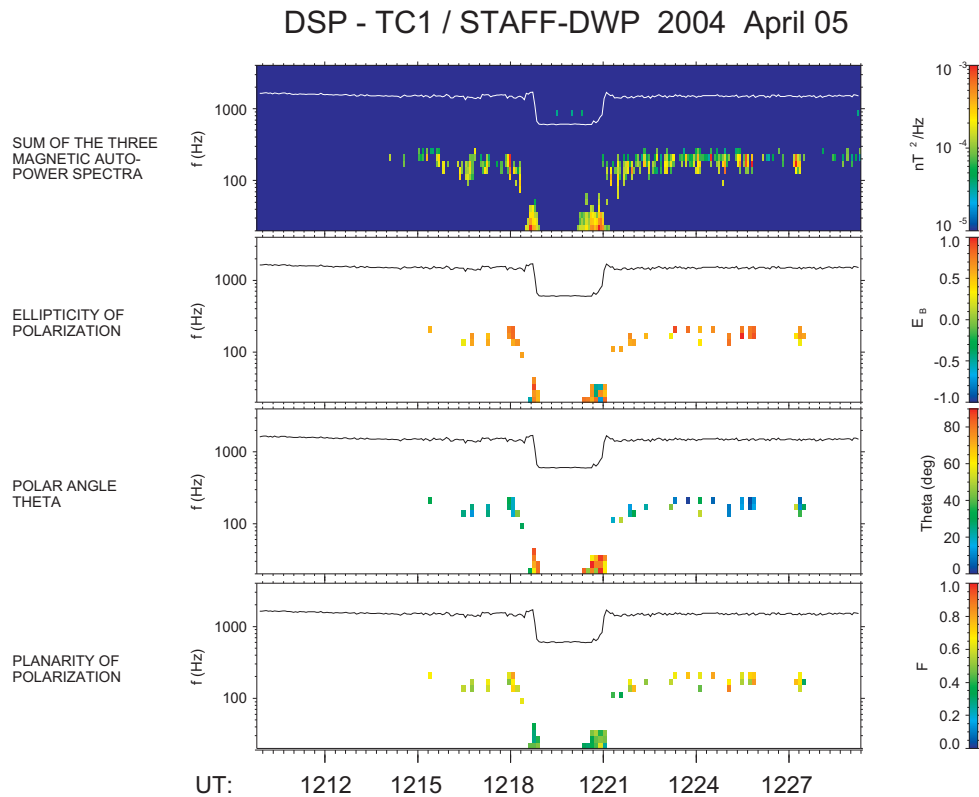 DSP - TC1 / STAFF-DWP 2004 April 05
SUM OF THE THREE
MAGNETIC AUTO-
POWER SPECTRA
f (Hz)
1000
100
10 -3
10 -4
10 -5
nT 2 /Hz
ELLIPTICITY OF
POLARIZATION
f (Hz)
1000
100
1.0
0.5
0.0
-0.5
-1.0
E B
POLAR ANGLE
THETA
f (Hz)
1000
100
80
60
40
20
0
Theta (deg)
PLANARITY OF
POLARIZATION
f (Hz)
1000
100
1.0
0.8
0.6
0.4
0.2
0.0
F
UT: 1212 1215 1218 1221 1224 1227